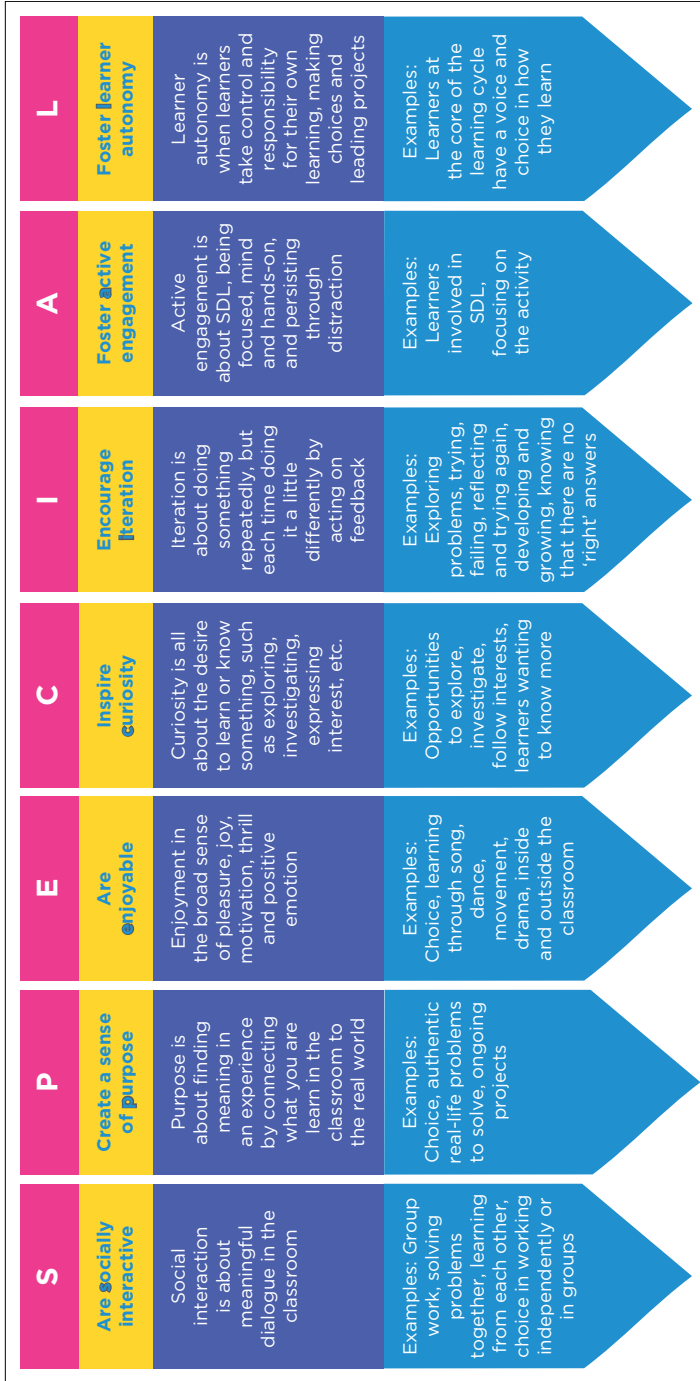 S
Are socially
interactive
Social
interaction
is about
meaningful
dialogue in the
classroom
Examples: Group
work, solving
problems
together, learning
from each other,
choice in working
independently or
in groups
P
Create a sense
of purpose
Purpose is
about finding
meaning in
an experience
by connecting
what you are
learn in the
classroom to
the real world
Examples:
Choice, authentic
real-life problems
to solve, ongoing
projects
E
Are
enjoyable
Enjoyment in
the broad sense
of pleasure, joy,
motivation, thrill
and positive
emotion
Examples:
Choice, learning
through song,
dance,
movement,
drama, inside
and outside the
classroom
C
Inspire
curiosity
Curiosity is all
about the desire
to learn or know
something, such
as exploring,
investigating,
expressing
interest, etc.
Examples:
Opportunities
to explore,
investigate,
follow interests,
learners wanting
to know more
I
Encourage
Iteration
Iteration is
about doing
something
repeatedly, but
each time doing
it a little
differently by
acting on
feedback
Examples:
Exploring
problems, trying,
failing, reflecting
and trying again,
developing and
growing, knowing
that there are no
‘right’ answers
A
Foster active
engagement
Active
engagement is
about SDL, being
focused, mind
and hands-on,
and persisting
through
distraction
Examples:
Learners
involved in
SDL,
focusing on
the activity
L
Foster learner
autonomy
Learner
autonomy is
when learners
take control and
responsibility
for their own
learning, making
choices and
leading projects
Examples:
Learners at
the core of the
learning cycle
have a voice and
choice in how
they learn